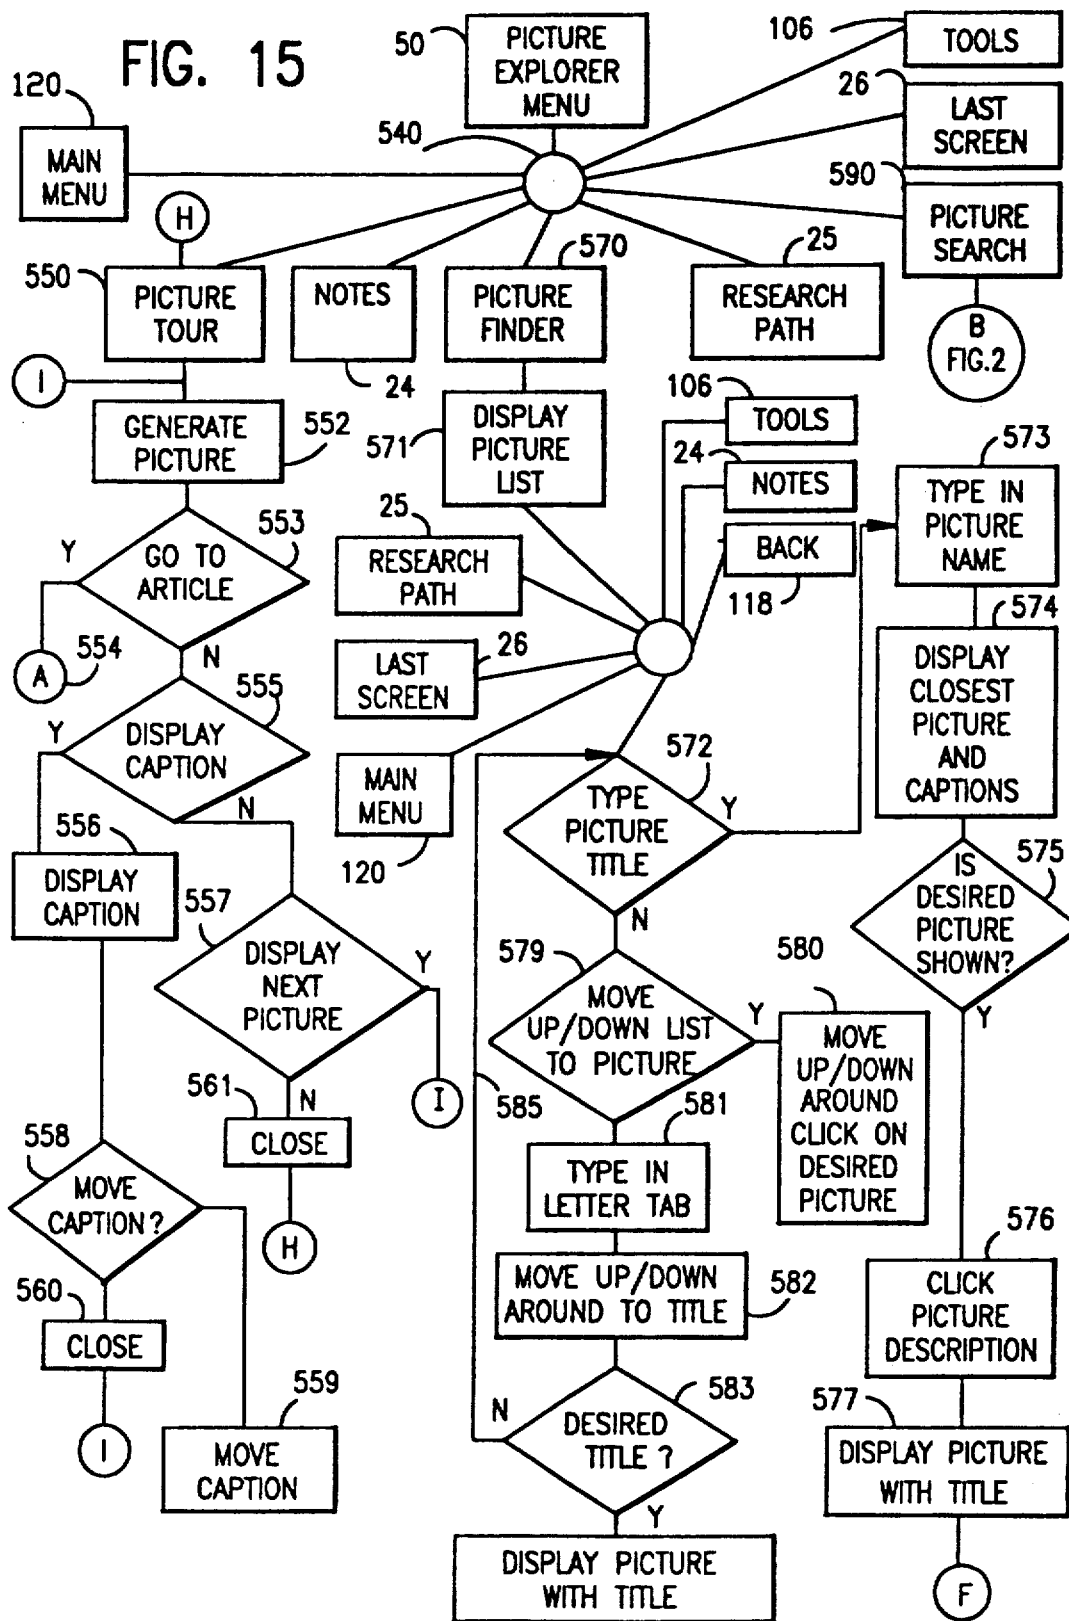 FIG. 15
50
PICTURE
EXPLORER
MENU
106
TOOLS
26
LAST
SCREEN
120
MAIN
MENU
540
590
PICTURE
SEARCH
B
FIG.2
H
550
PICTURE
TOUR
NOTES
24
570
PICTURE
FINDER
25
RESEARCH
PATH
I
GENERATE
PICTURE
552
571
DISPLAY
PICTURE
LIST
106
TOOLS
24
NOTES
BACK
118
25
RESEARCH
PATH
26
LAST
SCREEN
MAIN
MENU
120
573
TYPE IN
PICTURE
NAME
574
DISPLAY
CLOSEST
PICTURE
AND
CAPTIONS
575
IS
DESIRED
PICTURE
SHOWN?
Y
576
CLICK
PICTURE
DESCRIPTION
577
DISPLAY PICTURE
WITH TITLE
F
Y
GO TO
ARTICLE
553
N
A
554
555
Y
DISPLAY
CAPTION
N
556
DISPLAY
CAPTION
557
DISPLAY
NEXT
PICTURE
Y
I
N
561
CLOSE
H
558
MOVE
CAPTION?
560
CLOSE
I
559
MOVE
CAPTION
572
TYPE
PICTURE
TITLE
Y
N
579
MOVE
UP/DOWN LIST
TO PICTURE
Y
580
MOVE
UP/DOWN
AROUND
CLICK ON
DESIRED
PICTURE
585
581
TYPE IN
LETTER TAB
MOVE UP/DOWN
AROUND TO TITLE
582
583
N
DESIRED
TITLE ?
Y
DISPLAY PICTURE
WITH TITLE